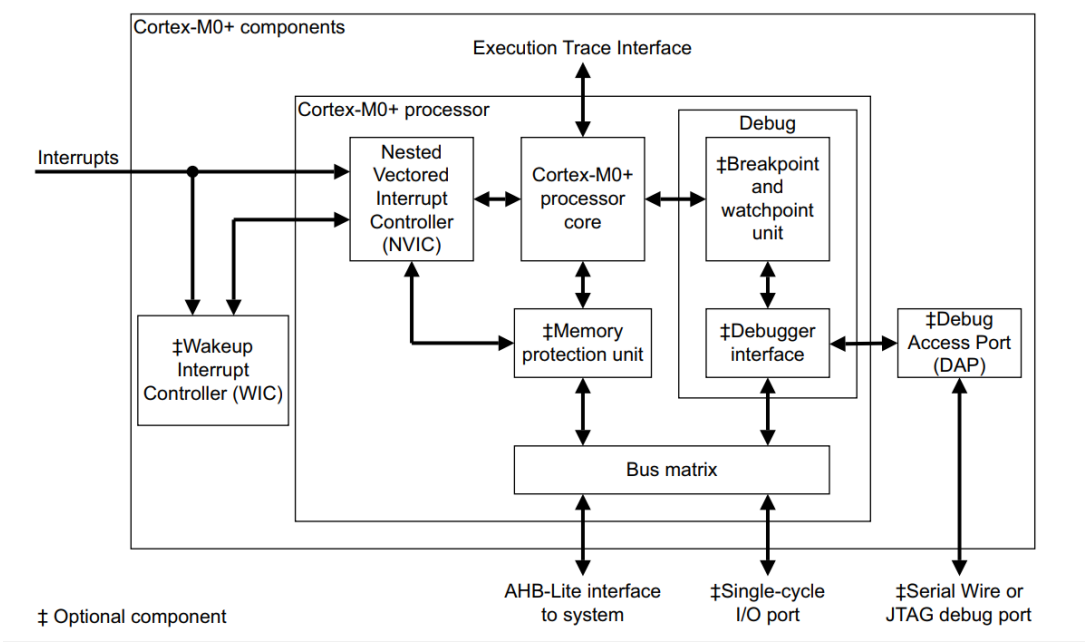 Cortex-M0+ components
Execution Trace Interface
Cortex-M0+ processor
Debug
Interrupts
Nested
Vectored
Interrupt
Controller
(NVIC)
Cortex-M0+
processor
core
‡Breakpoint
and
watchpoint
unit
‡Wakeup
Interrupt
Controller (WIC)
‡Memory
protection unit
‡Debugger
interface
‡Debug
Access Port
(DAP)
Bus matrix
AHB-Lite interface
to system
‡Single-cycle
I/O port
‡Serial Wire or
JTAG debug port
‡ Optional component